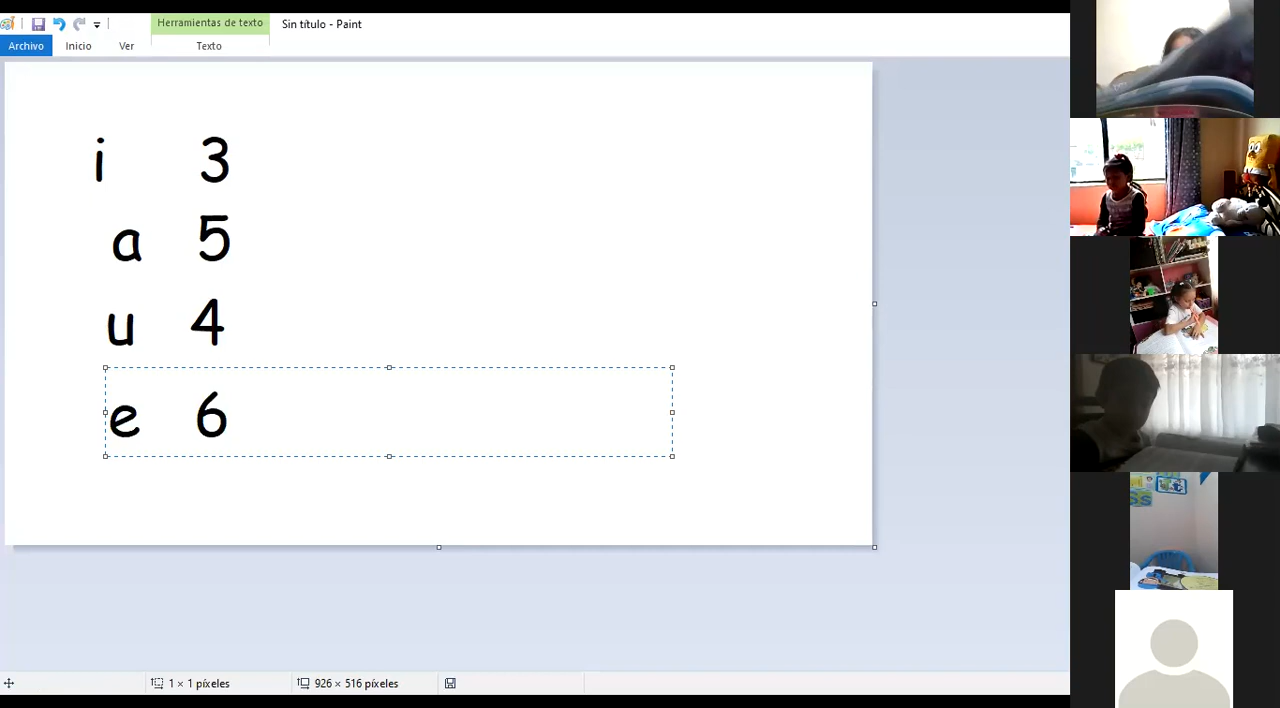 Herramientas de texto
Sin título - Paint
Archivo Inicio Ver Texto
i 3
a 5
u 4
e 6
1 × 1 píxeles
926 × 516 píxeles
Ss